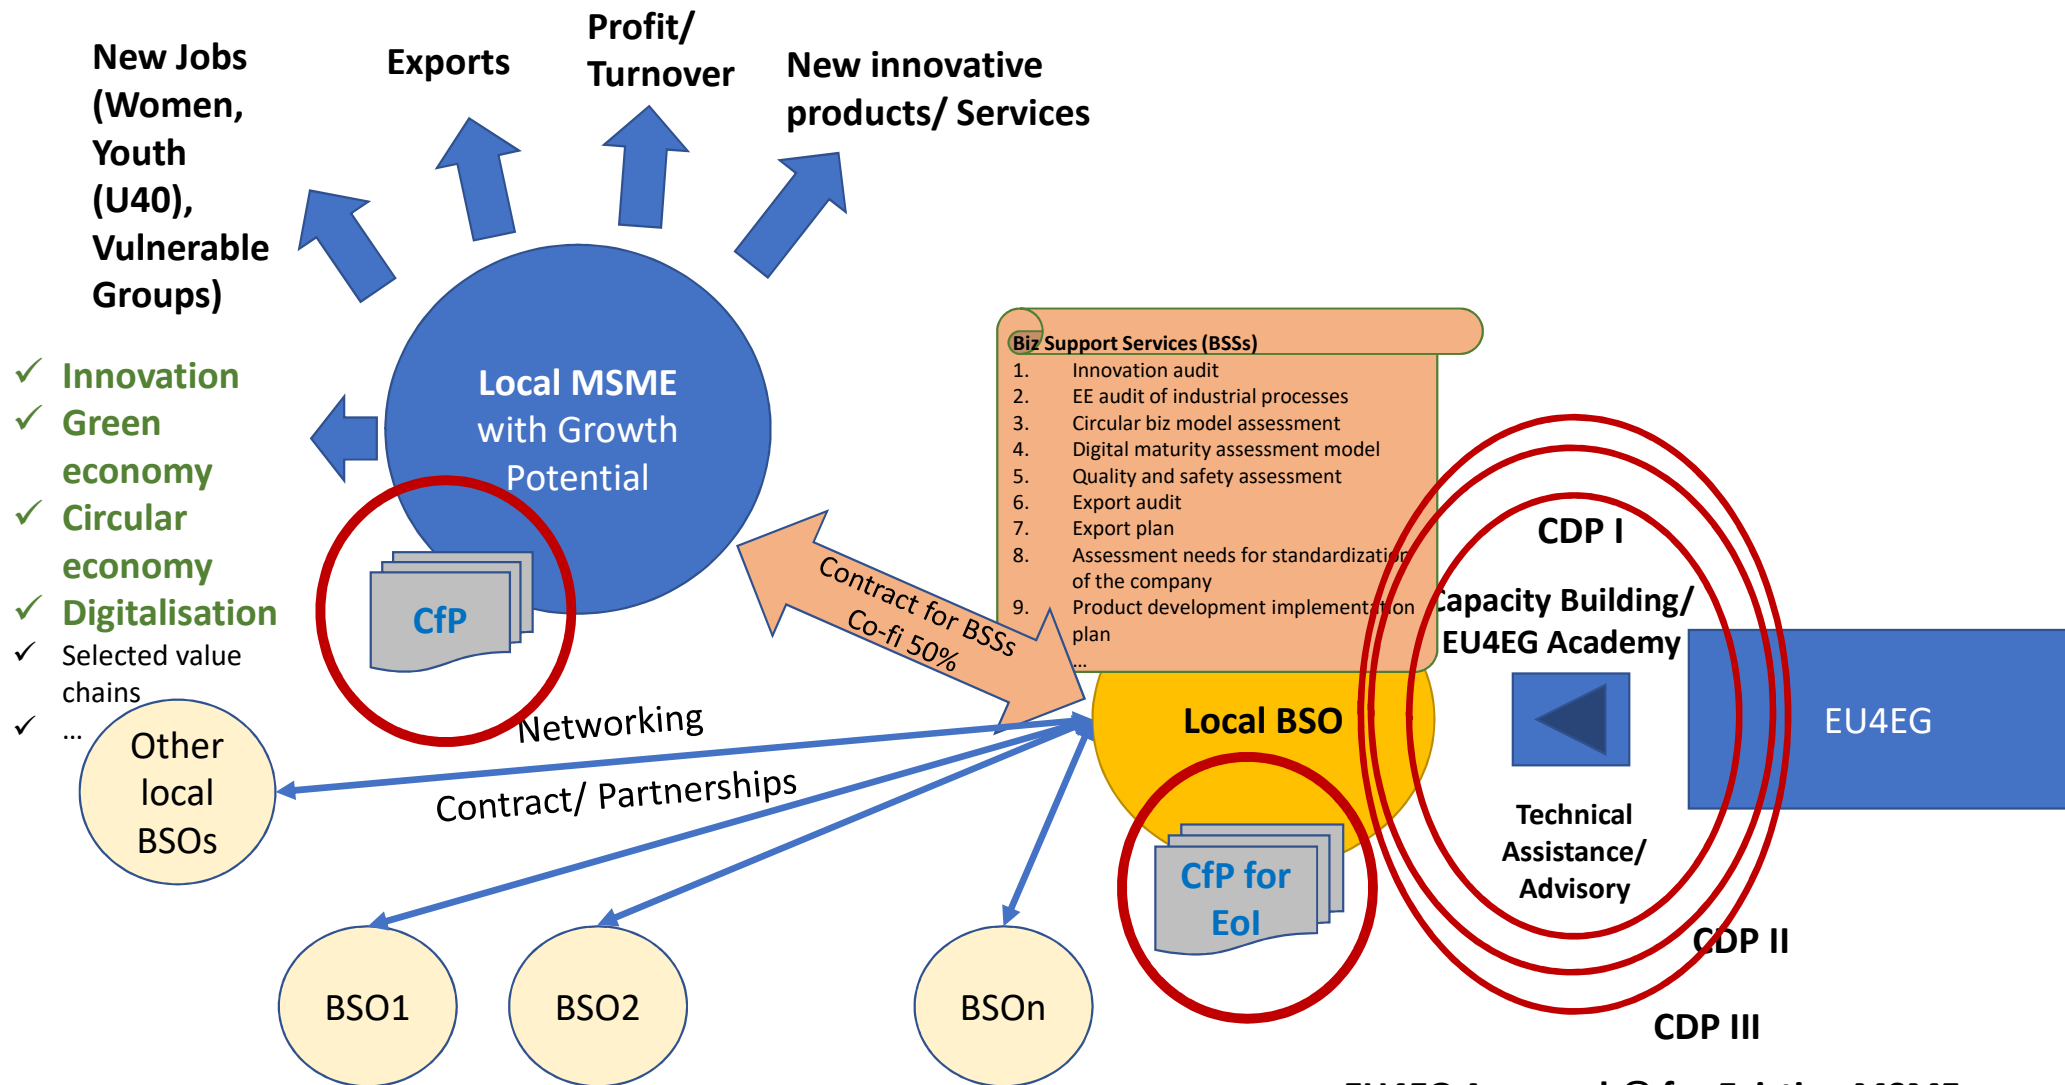 New Jobs
(Women,
Youth
(U40),
Vulnerable
Groups)
Exports
Profit/
Turnover
New innovative
products/ Services
✓ Innovation
✓ Green
economy
✓ Circular
economy
✓ Digitalisation
✓ Selected value
chains
✓ ...
Local MSME
with Growth
Potential
CfP
Contract for BSSs
Co-fi 50%
Biz Support Services (BSSs)
1. Innovation audit
2. EE audit of industrial processes
3. Circular biz model assessment
4. Digital maturity assessment model
5. Quality and safety assessment
6. Export audit
7. Export plan
8. Assessment needs for standardization
of the company
9. Product development implementation
plan
...
CDP I
Capacity Building/
EU4EG Academy
Technical
Assistance/
Advisory
EU4EG
CDP II
CDP III
Local BSO
CfP for
EoI
Networking
Contract/ Partnerships
Other
local
BSOs
BSO1
BSO2
BSOn